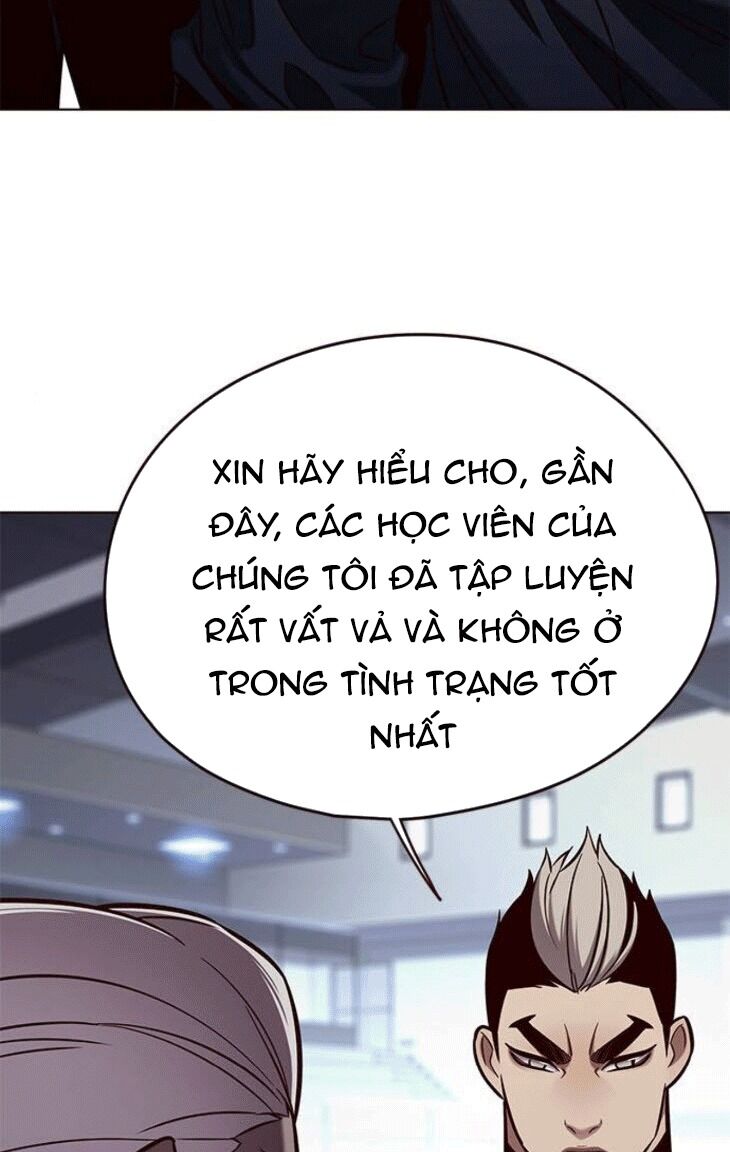 XIN HÃY HIỂU CHO, GẦN
ĐÂY, CÁC HỌC VIÊN CỦA
CHÚNG TÔI ĐÃ TẬP LUYỆN
RẤT VẤT VẢ VÀ KHÔNG Ở
TRONG TÌNH TRẠNG TỐT
NHẤT